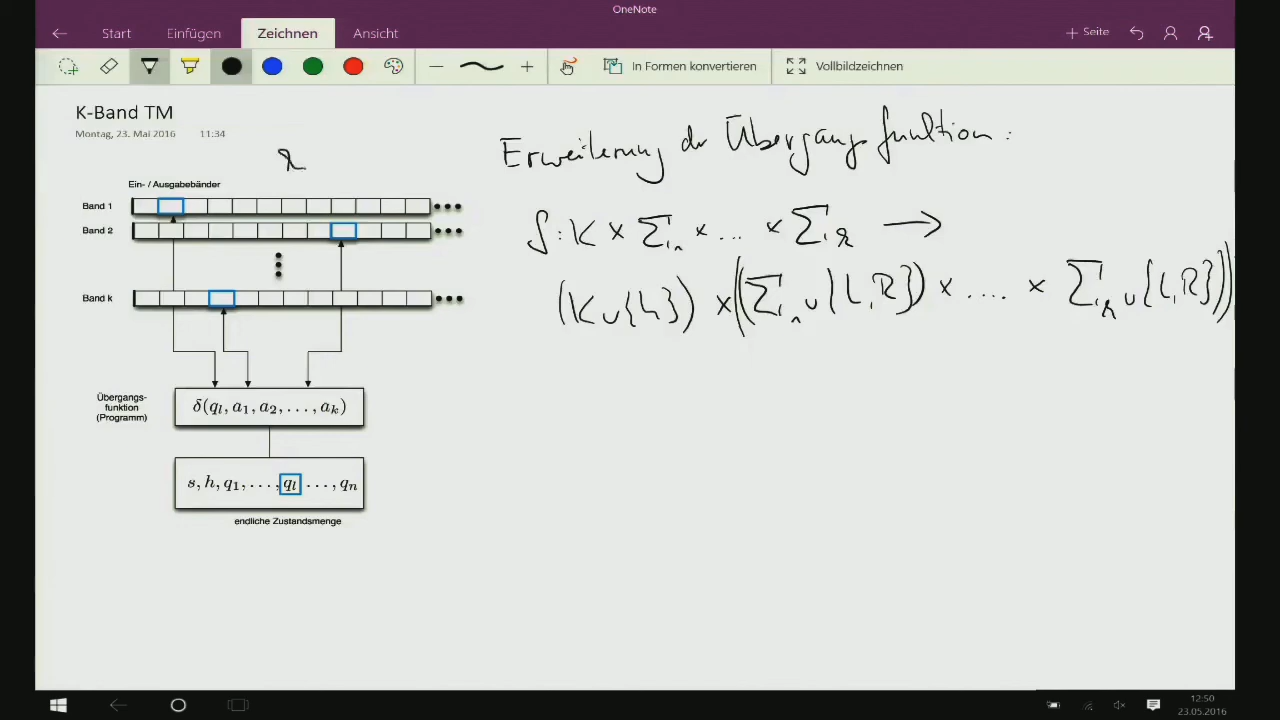 OneNote
Start Einfügen Zeichnen Ansicht
Seite
In Formen konvertieren Vollbildzeichnen
K-Band TM
Montag, 23. Mai 2016 11:34
Erweiterung der Übergangsfunktion:
Ein- / Ausgabebänder
Band 1
Band 2
Band k
δ: K × Σ₁ × ... × Σₖ →
(K ∪ {h}) × ((Σ₁ ∪ {L,R}) × .... × Σₖ ∪ {L,R}))
Übergangs-
funktion
(Programm)
δ(qₗ, a₁, a₂, . . . , aₖ)
s, h, q₁, . . . , qₗ . . . , qₙ
endliche Zustandsmenge
12:50
23.05.2016